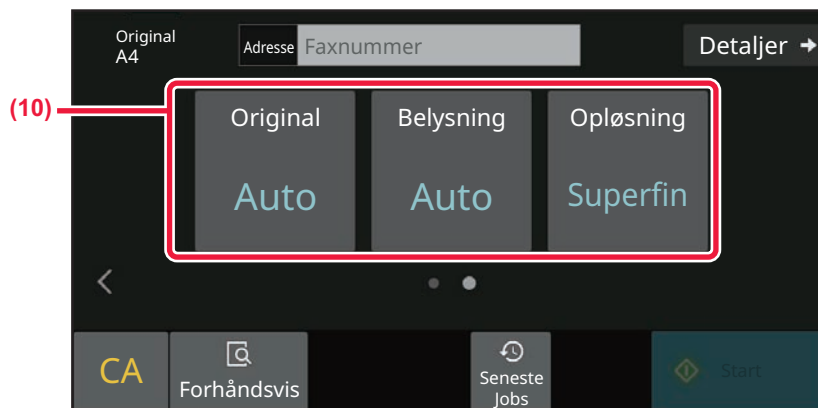 Original
A4
Adresse Faxnummer
Detaljer
(10)
Original Belysning Opløsning
Auto Auto Superfin
CA
Forhåndsvis
Seneste
Jobs
Start